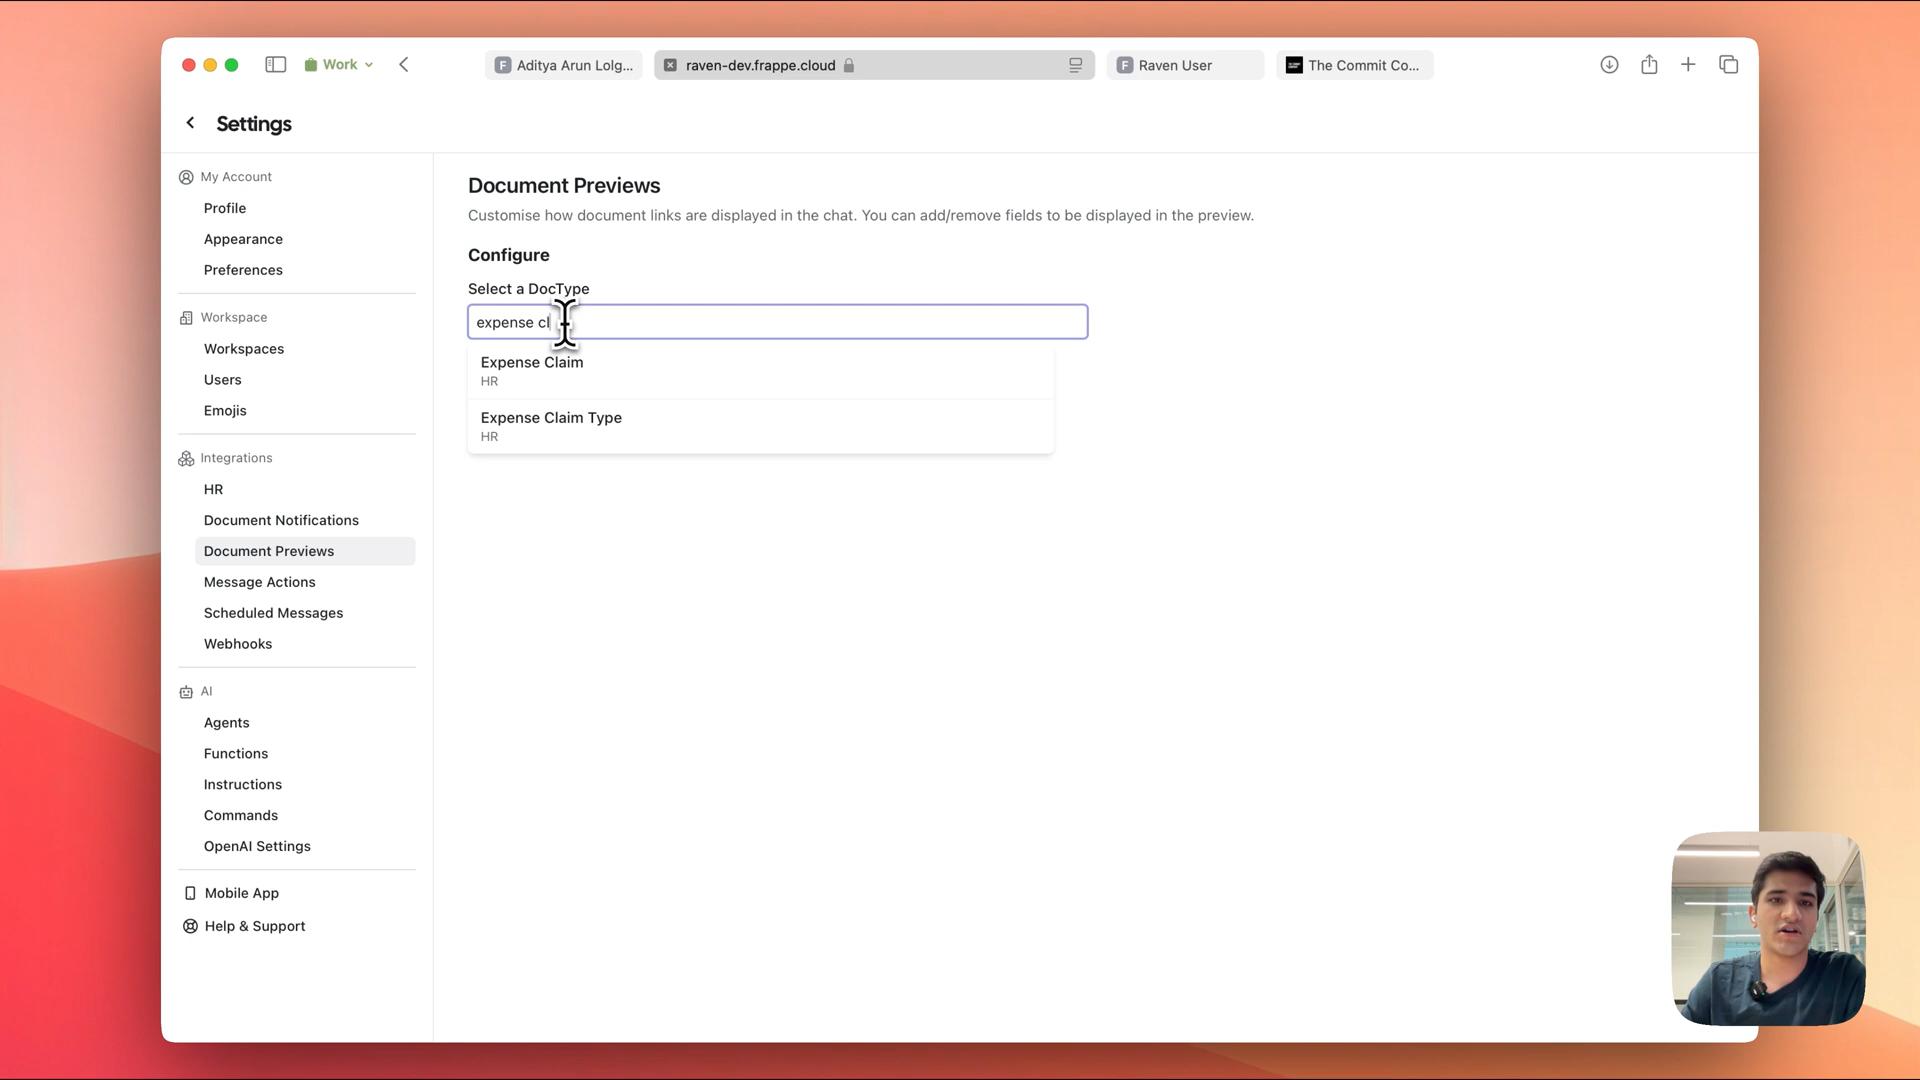 Work
Aditya Arun Lolg...
raven-dev.frappe.cloud
Raven User
The Commit Co...
Settings
My Account
Profile
Appearance
Preferences
Workspace
Workspaces
Users
Emojis
Integrations
HR
Document Notifications
Document Previews
Message Actions
Scheduled Messages
Webhooks
AI
Agents
Functions
Instructions
Commands
OpenAI Settings
Mobile App
Help & Support
Document Previews
Customise how document links are displayed in the chat. You can add/remove fields to be displayed in the preview.
Configure
Select a DocType
expense cl
Expense Claim
HR
Expense Claim Type
HR